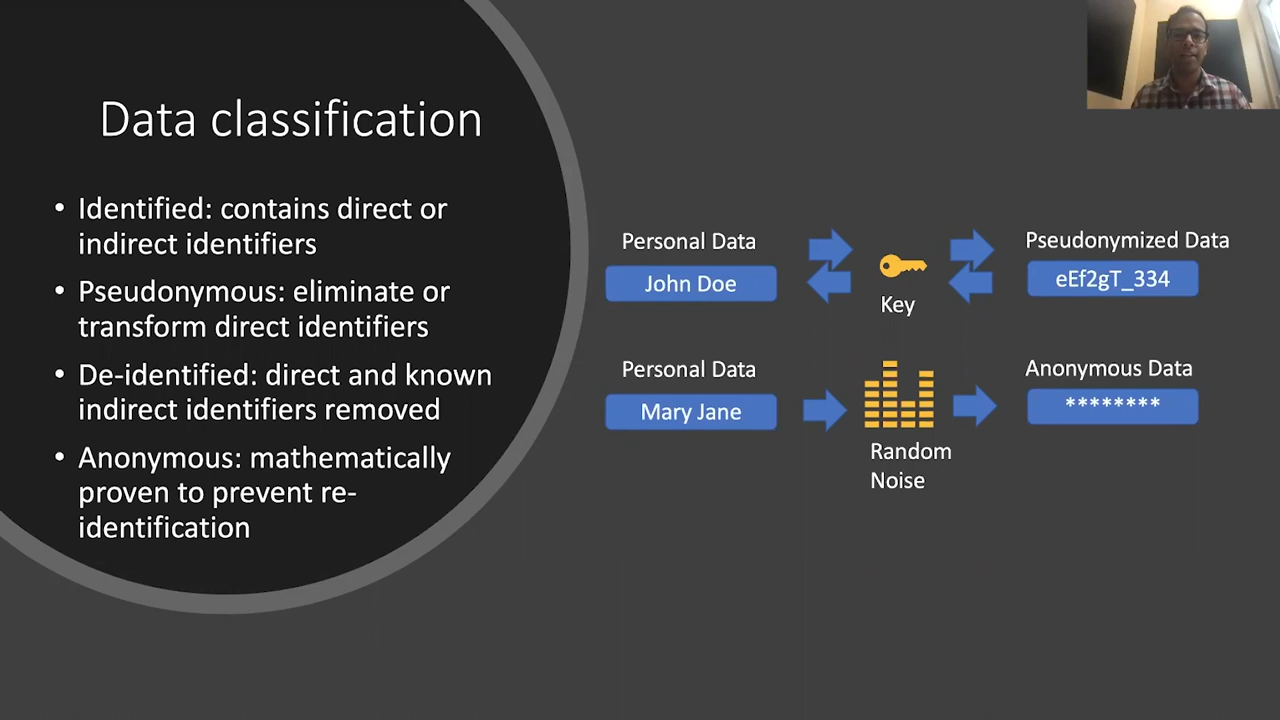 Data classification
• Identified: contains direct or
indirect identifiers
• Pseudonymous: eliminate or
transform direct identifiers
• De-identified: direct and known
indirect identifiers removed
• Anonymous: mathematically
proven to prevent re-
identification
Personal Data
John Doe
Key
Pseudonymized Data
eEf2gT_334
Personal Data
Mary Jane
Random
Noise
Anonymous Data
********